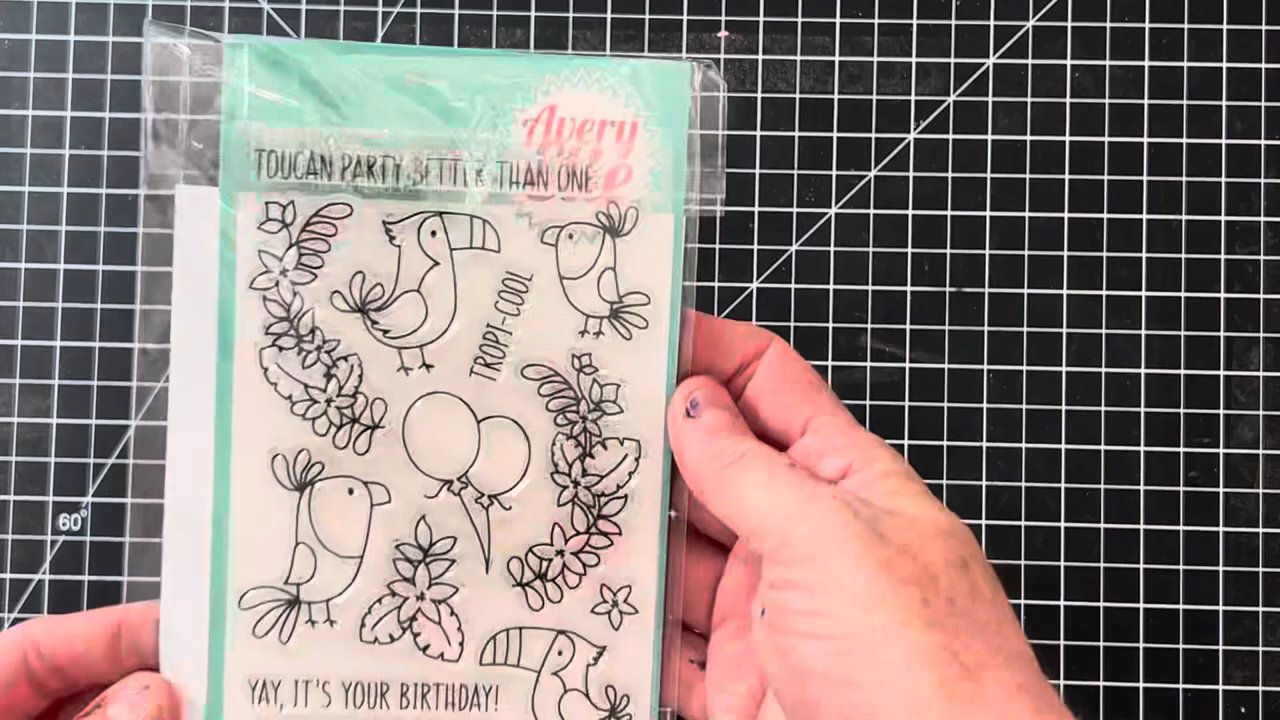 Avery
TOUCAN PARTY BETTER THAN ONE
TROPI-COOL
YAY, IT'S YOUR BIRTHDAY!
60°